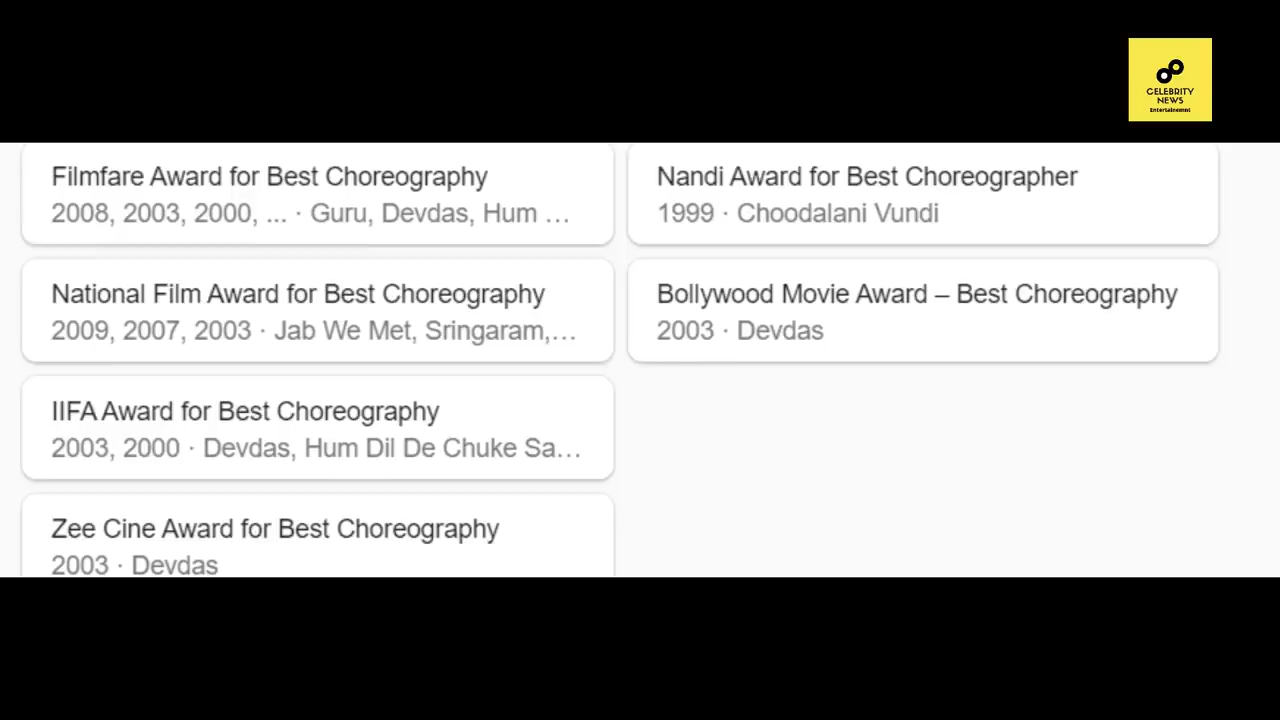 CELEBRITY
NEWS
Entertainemnt
Filmfare Award for Best Choreography
2008, 2003, 2000, ... · Guru, Devdas, Hum ...
Nandi Award for Best Choreographer
1999 · Choodalani Vundi
National Film Award for Best Choreography
2009, 2007, 2003 · Jab We Met, Sringaram,...
Bollywood Movie Award – Best Choreography
2003 · Devdas
IIFA Award for Best Choreography
2003, 2000 · Devdas, Hum Dil De Chuke Sa...
Zee Cine Award for Best Choreography
2003 · Devdas